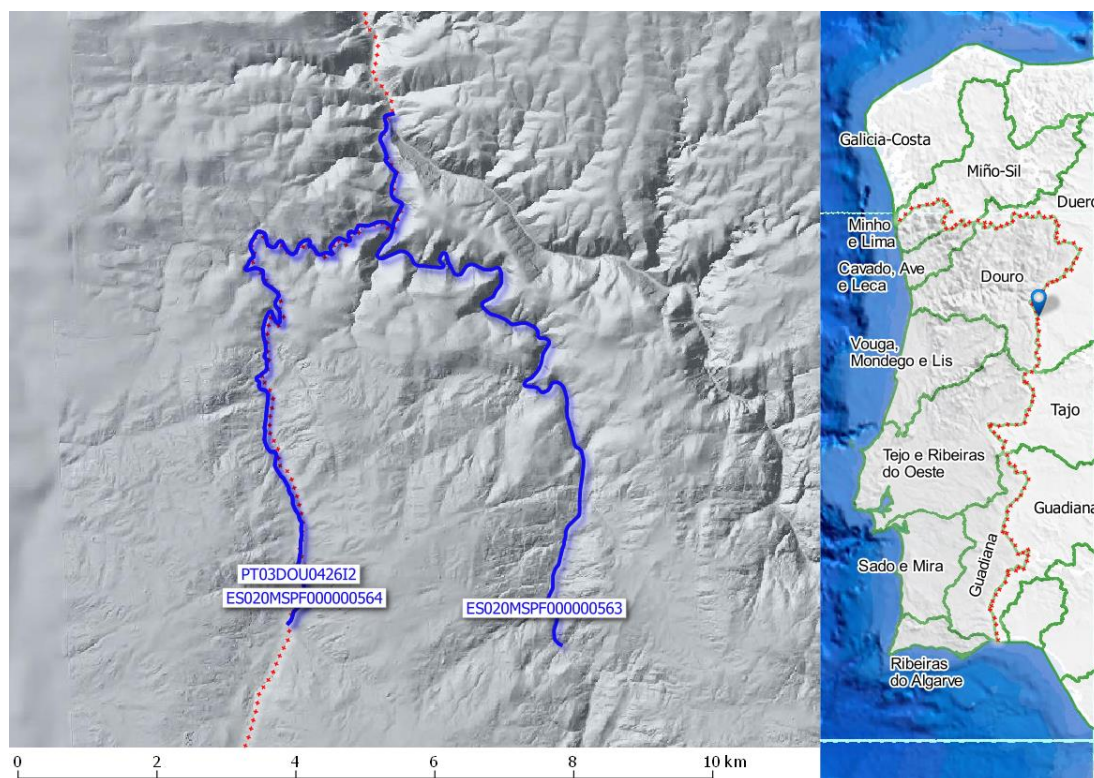 PT03DOU0426I2
ES020MSPF000000564
ES020MSPF000000563
0 2 4 6 8 10 km
Galicia-Costa
Miño-Sil
Duero
Minho
e Lima
Cavado, Ave
e Leca
Douro
Vouga,
Mondego e Lis
Tajo
Tejo e Ribeiras
do Oeste
Guadiana
Guadiana
Sado e Mira
Ribeiras
do Algarve